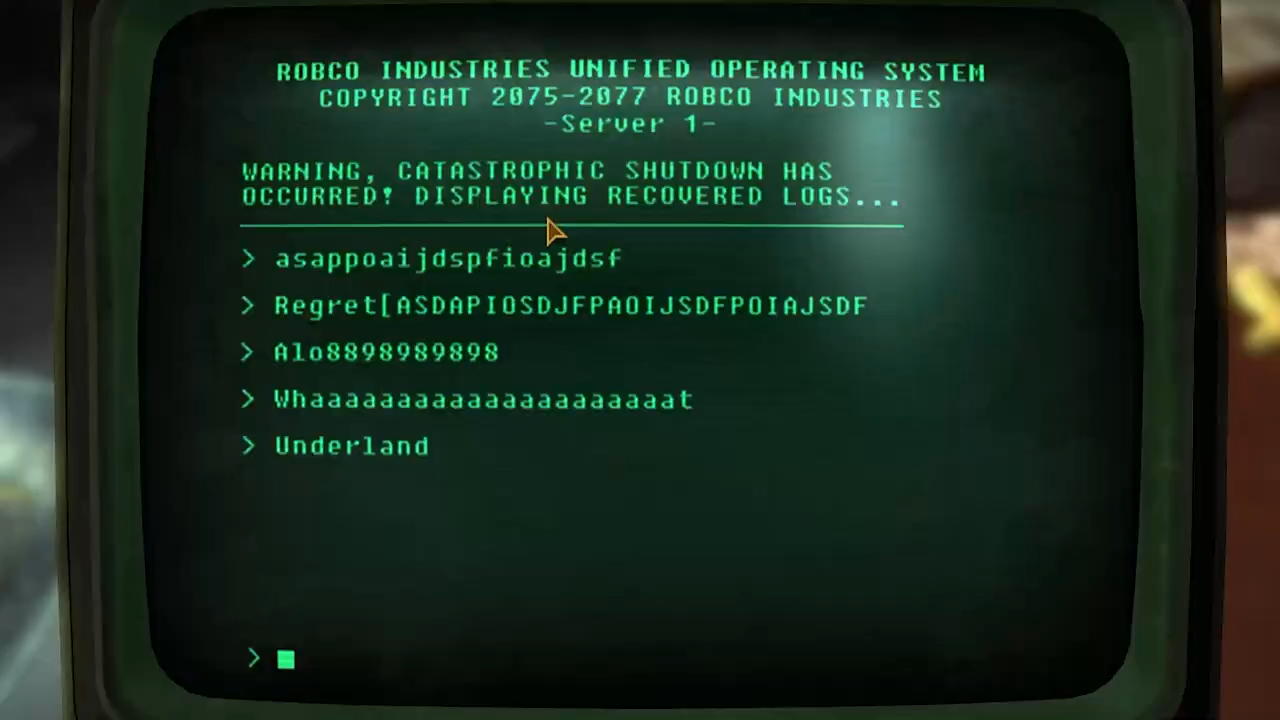 ROBCO INDUSTRIES UNIFIED OPERATING SYSTEM
COPYRIGHT 2075-2077 ROBCO INDUSTRIES
-Server 1-
WARNING, CATASTROPHIC SHUTDOWN HAS
OCCURRED! DISPLAYING RECOVERED LOGS...
> asappoaijdspfioajdsf
> Regret[ASDAPIOSDJFPAOIJSDFPOIAJSDF
> Alo8898989898
> Whaaaaaaaaaaaaaaaaaaaaaat
> Underland
>